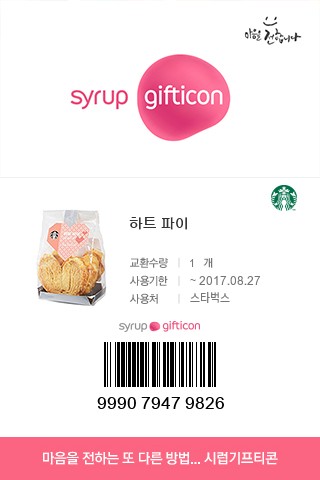 마음을 전합니다
syrup gifticon
하트 파이
교환수량 | 1 개
사용기한 | ~ 2017.08.27
사용처 | 스타벅스
syrup gifticon
9990 7947 9826
마음을 전하는 또 다른 방법... 시럽기프티콘